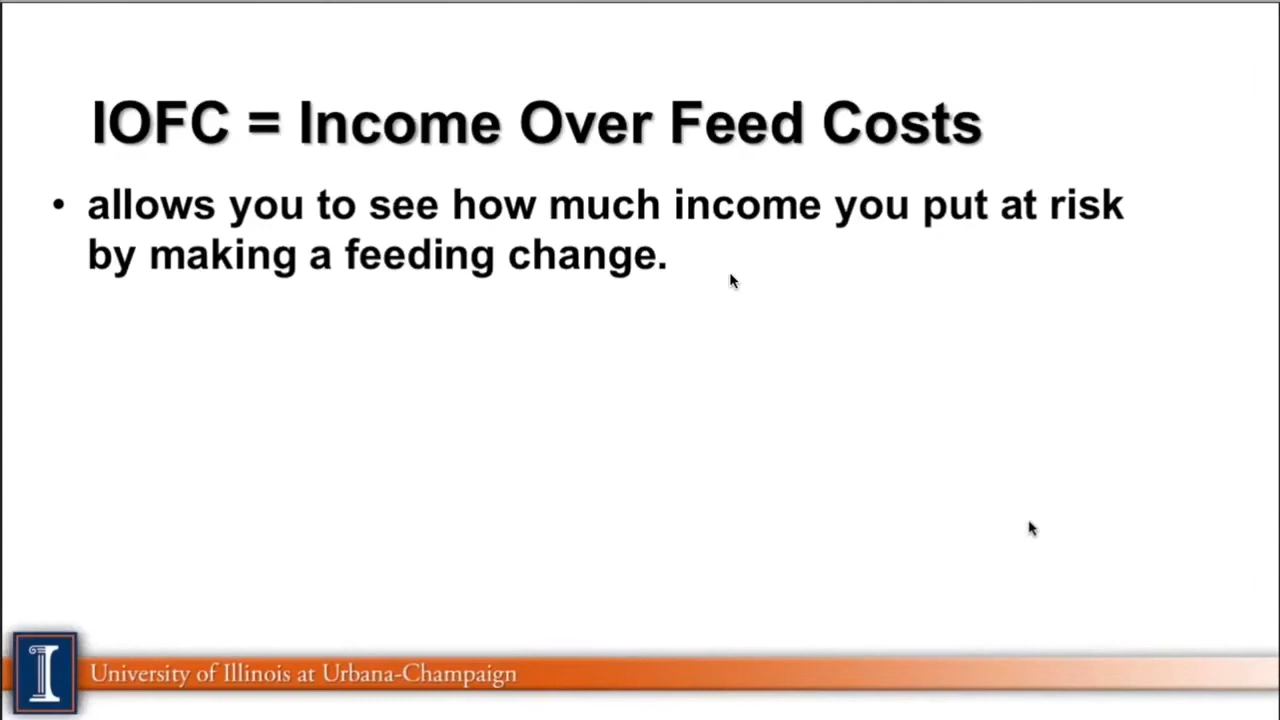 IOFC = Income Over Feed Costs
• allows you to see how much income you put at risk
by making a feeding change.
I
University of Illinois at Urbana-Champaign